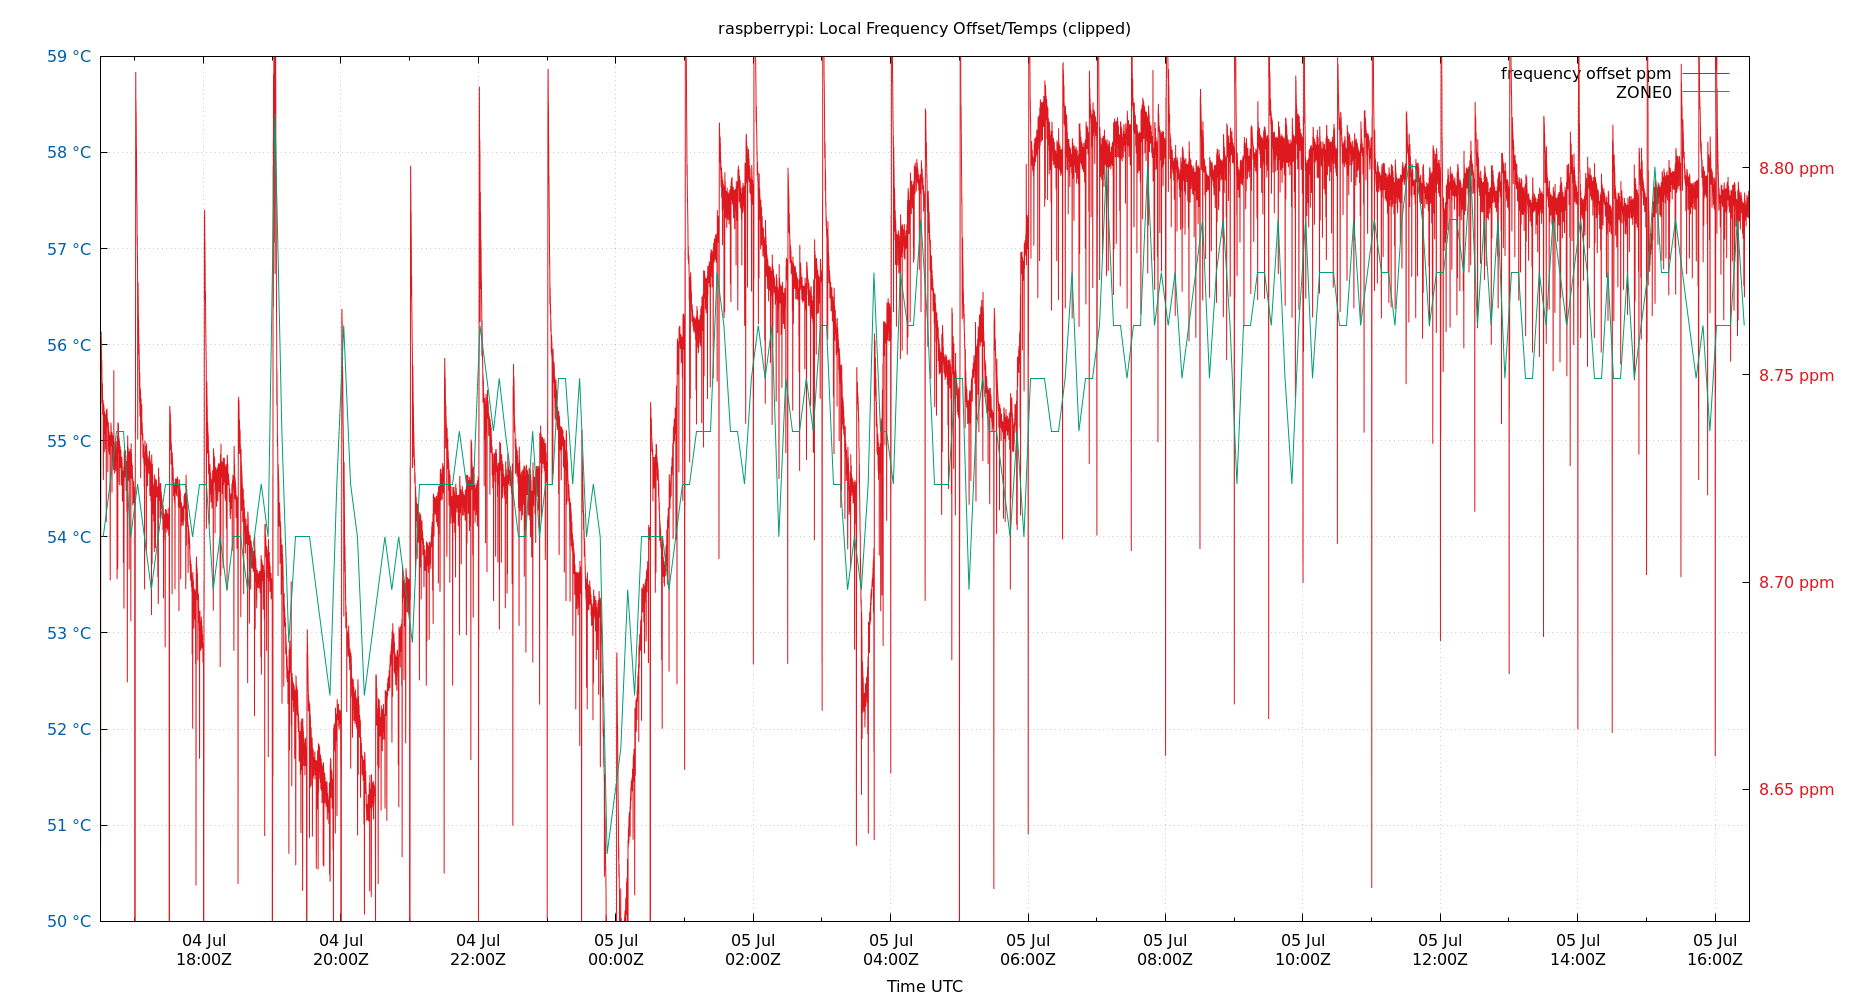 raspberrypi: Local Frequency Offset/Temps (clipped)
59 °C
58 °C
57 °C
56 °C
55 °C
54 °C
53 °C
52 °C
51 °C
50 °C
frequency offset ppm
ZONE0
8.80 ppm
8.75 ppm
8.70 ppm
8.65 ppm
04 Jul
18:00Z
04 Jul
20:00Z
04 Jul
22:00Z
05 Jul
00:00Z
05 Jul
02:00Z
05 Jul
04:00Z
05 Jul
06:00Z
05 Jul
08:00Z
05 Jul
10:00Z
05 Jul
12:00Z
05 Jul
14:00Z
05 Jul
16:00Z
Time UTC